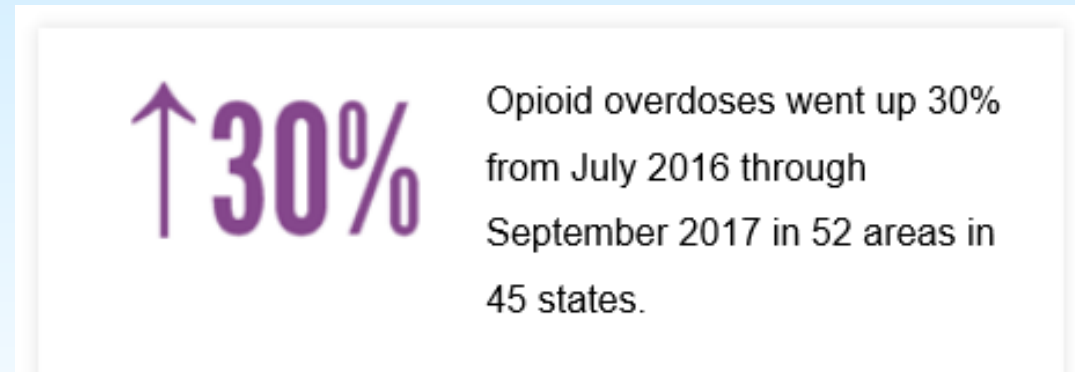 ↑30%
Opioid overdoses went up 30%
from July 2016 through
September 2017 in 52 areas in
45 states.